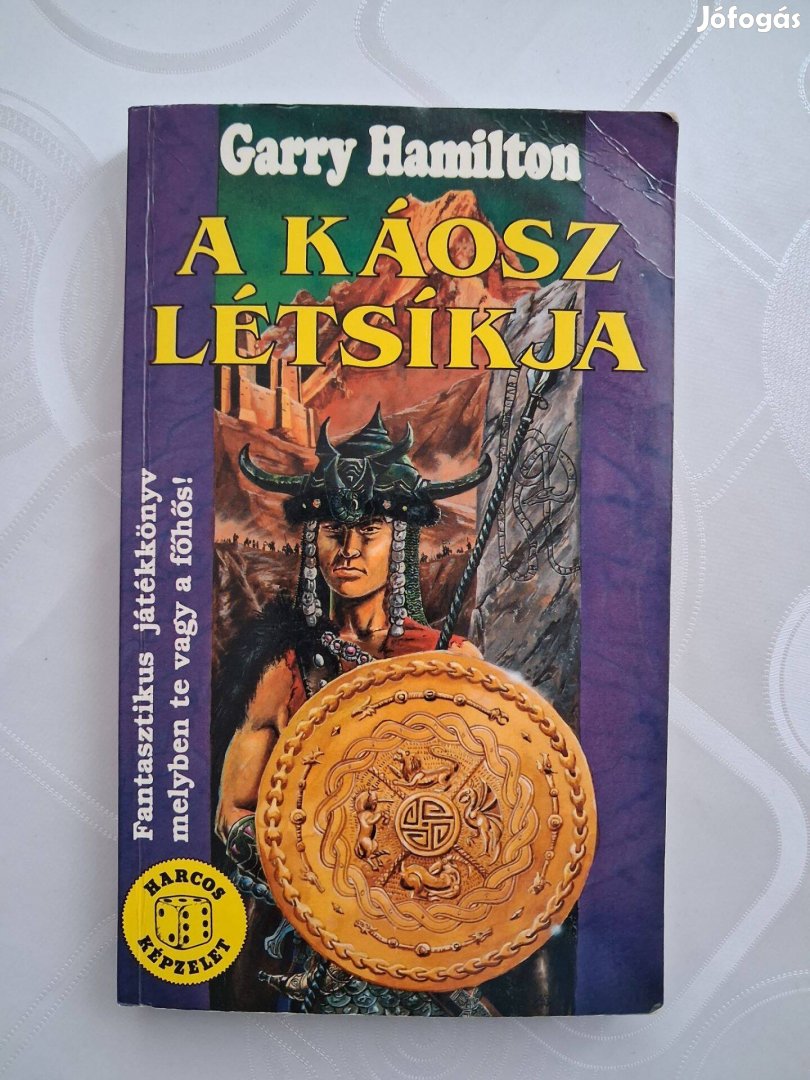 Jófogás
Garry Hamilton
A KÁOSZ
LÉTSÍKJA
Fantasztikus játékkönyv
melyben te vagy a főhős!
HARCOS
KÉPZELET